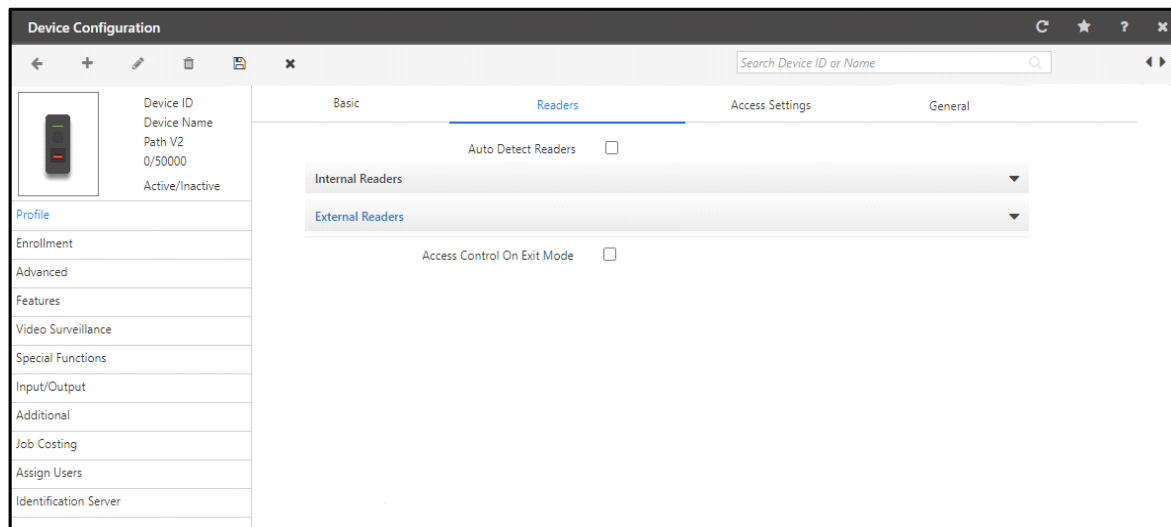 Device Configuration
?
Search Device ID or Name
Device ID
Device Name
Path V2
0/50000
Active/Inactive
Basic
Readers
Access Settings
General
Auto Detect Readers
Internal Readers
External Readers
Access Control On Exit Mode
Profile
Enrollment
Advanced
Features
Video Surveillance
Special Functions
Input/Output
Additional
Job Costing
Assign Users
Identification Server